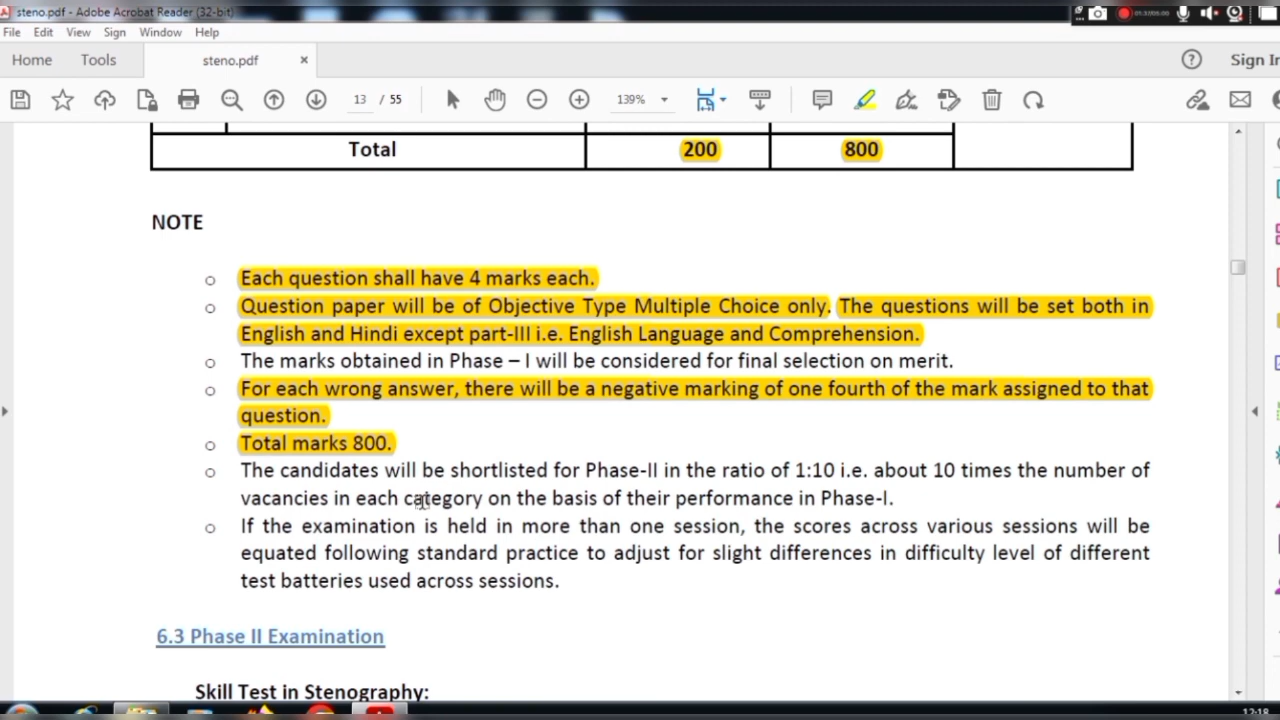 steno.pdf - Adobe Acrobat Reader (32-bit)
File Edit View Sign Window Help
Home Tools steno.pdf × ? Sign In
13 / 55 139%
Total 200 800
NOTE
o Each question shall have 4 marks each.
o Question paper will be of Objective Type Multiple Choice only. The questions will be set both in
English and Hindi except part-III i.e. English Language and Comprehension.
o The marks obtained in Phase – I will be considered for final selection on merit.
o For each wrong answer, there will be a negative marking of one fourth of the mark assigned to that
question.
o Total marks 800.
o The candidates will be shortlisted for Phase-II in the ratio of 1:10 i.e. about 10 times the number of
vacancies in each category on the basis of their performance in Phase-I.
o If the examination is held in more than one session, the scores across various sessions will be
equated following standard practice to adjust for slight differences in difficulty level of different
test batteries used across sessions.
6.3 Phase II Examination
Skill Test in Stenography:
12:18